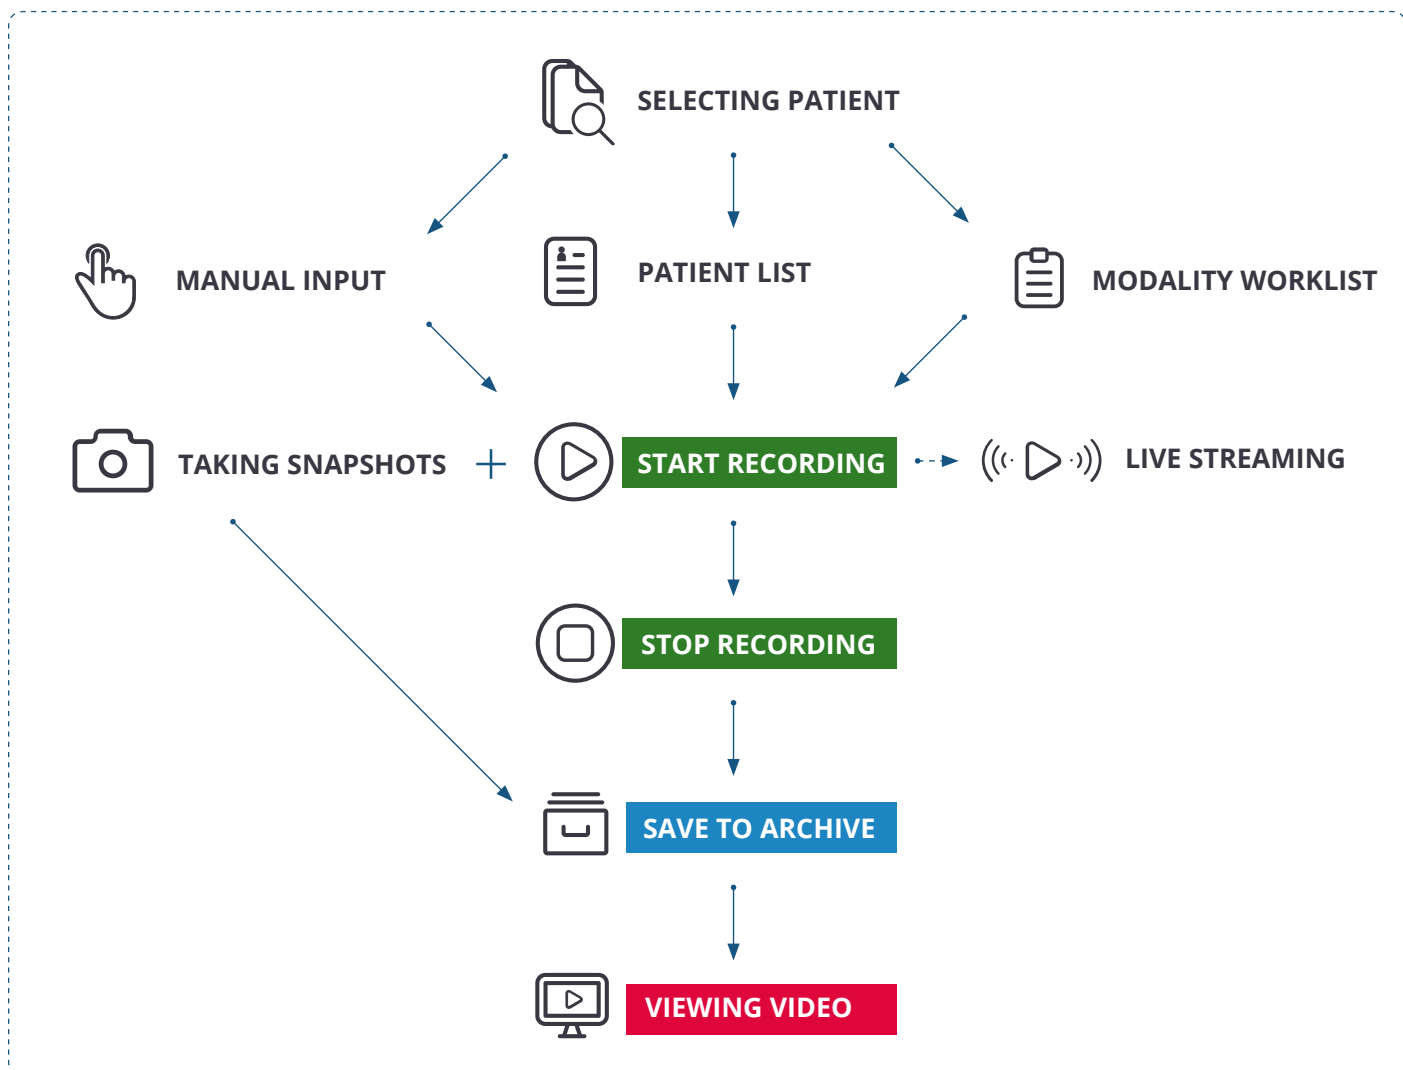 SELECTING PATIENT
MANUAL INPUT
PATIENT LIST
MODALITY WORKLIST
TAKING SNAPSHOTS
START RECORDING
LIVE STREAMING
STOP RECORDING
SAVE TO ARCHIVE
VIEWING VIDEO